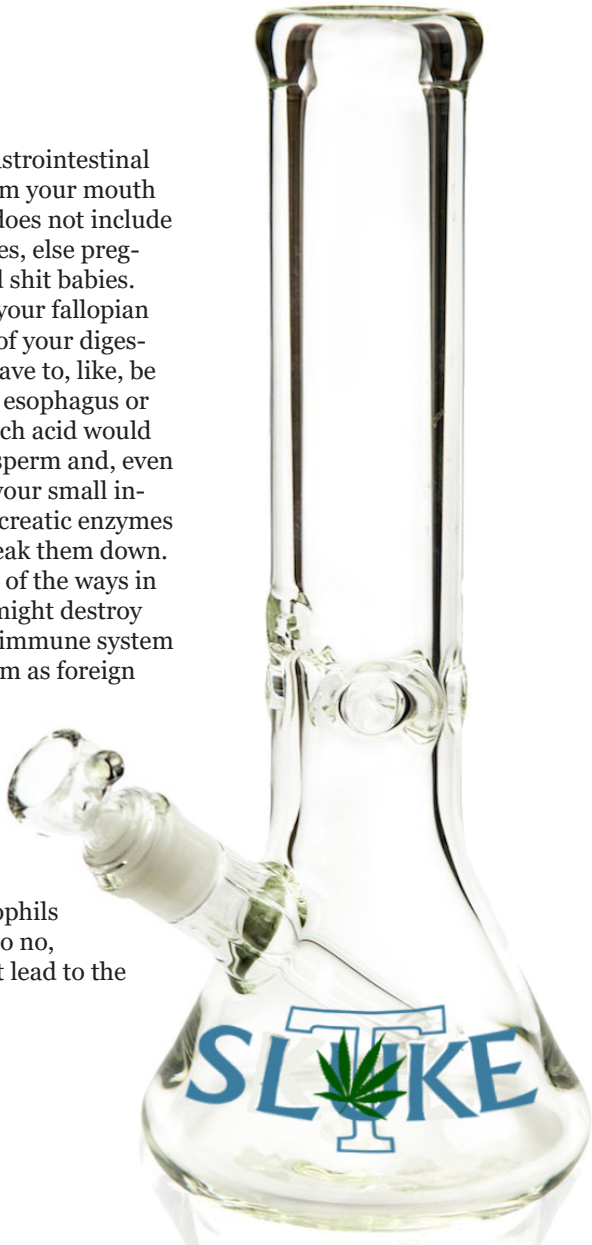 strointestinal
m your mouth
does not include
es, else preg-
l shit babies.
your fallopian
of your diges-
ave to, like, be
esophagus or
ch acid would
sperm and, even
your small in-
creatic enzymes
eak them down.
of the ways in
might destroy
immune system
m as foreign
ophils
o no,
t lead to the
SLUKE
T